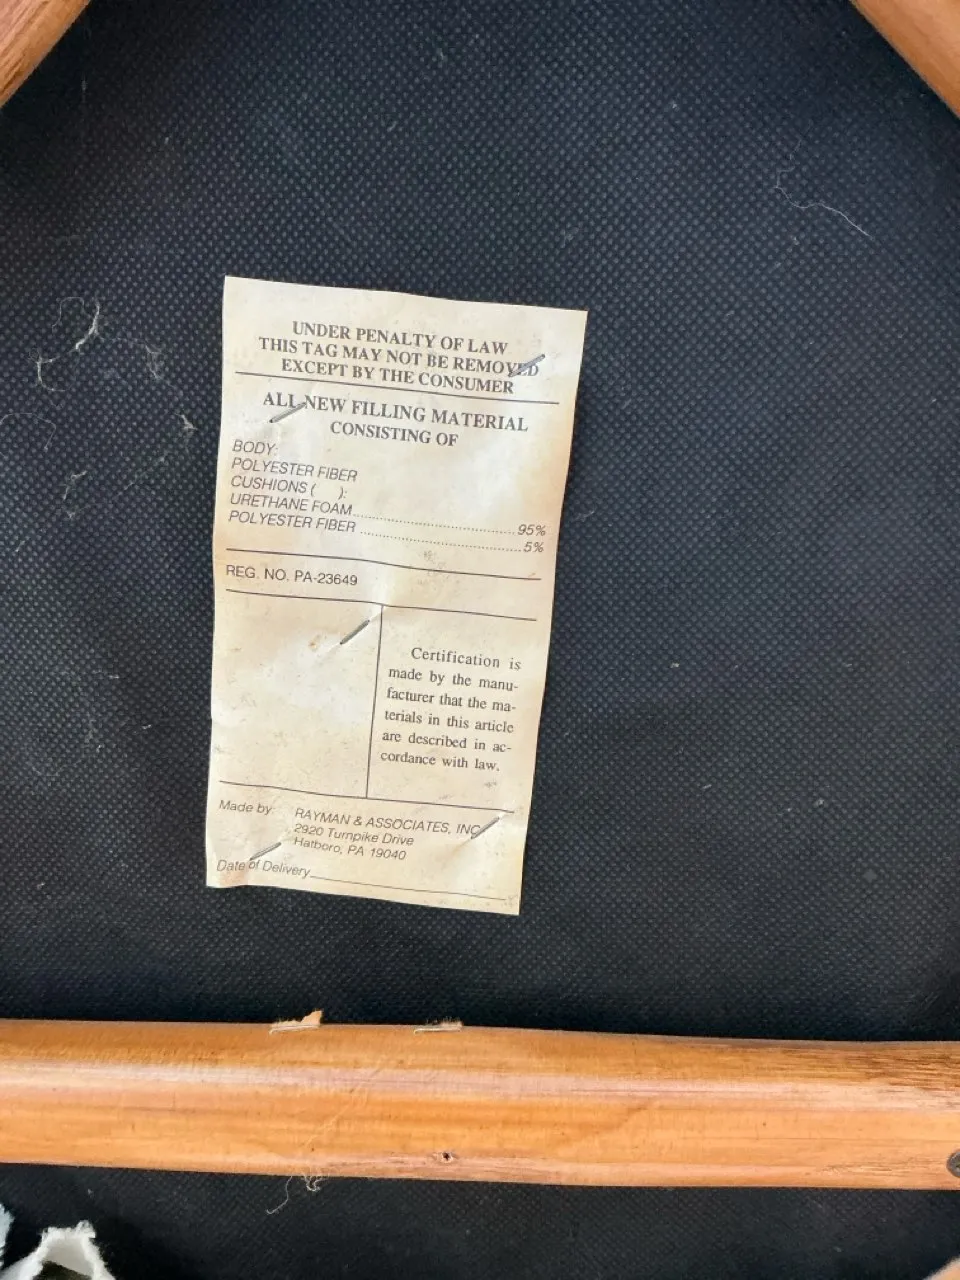 UNDER PENALTY OF LAW
THIS TAG MAY NOT BE REMOVED
EXCEPT BY THE CONSUMER
ALL NEW FILLING MATERIAL
CONSISTING OF
BODY:
POLYESTER FIBER
CUSHIONS ( ):
URETHANE FOAM..........95%
POLYESTER FIBER..........5%
REG. NO. PA-23649
Certification is
made by the manu-
facturer that the ma-
terials in this article
are described in ac-
cordance with law.
Made by: RAYMAN & ASSOCIATES, INC.
2920 Turnpike Drive
Hatboro, PA 19040
Date of Delivery